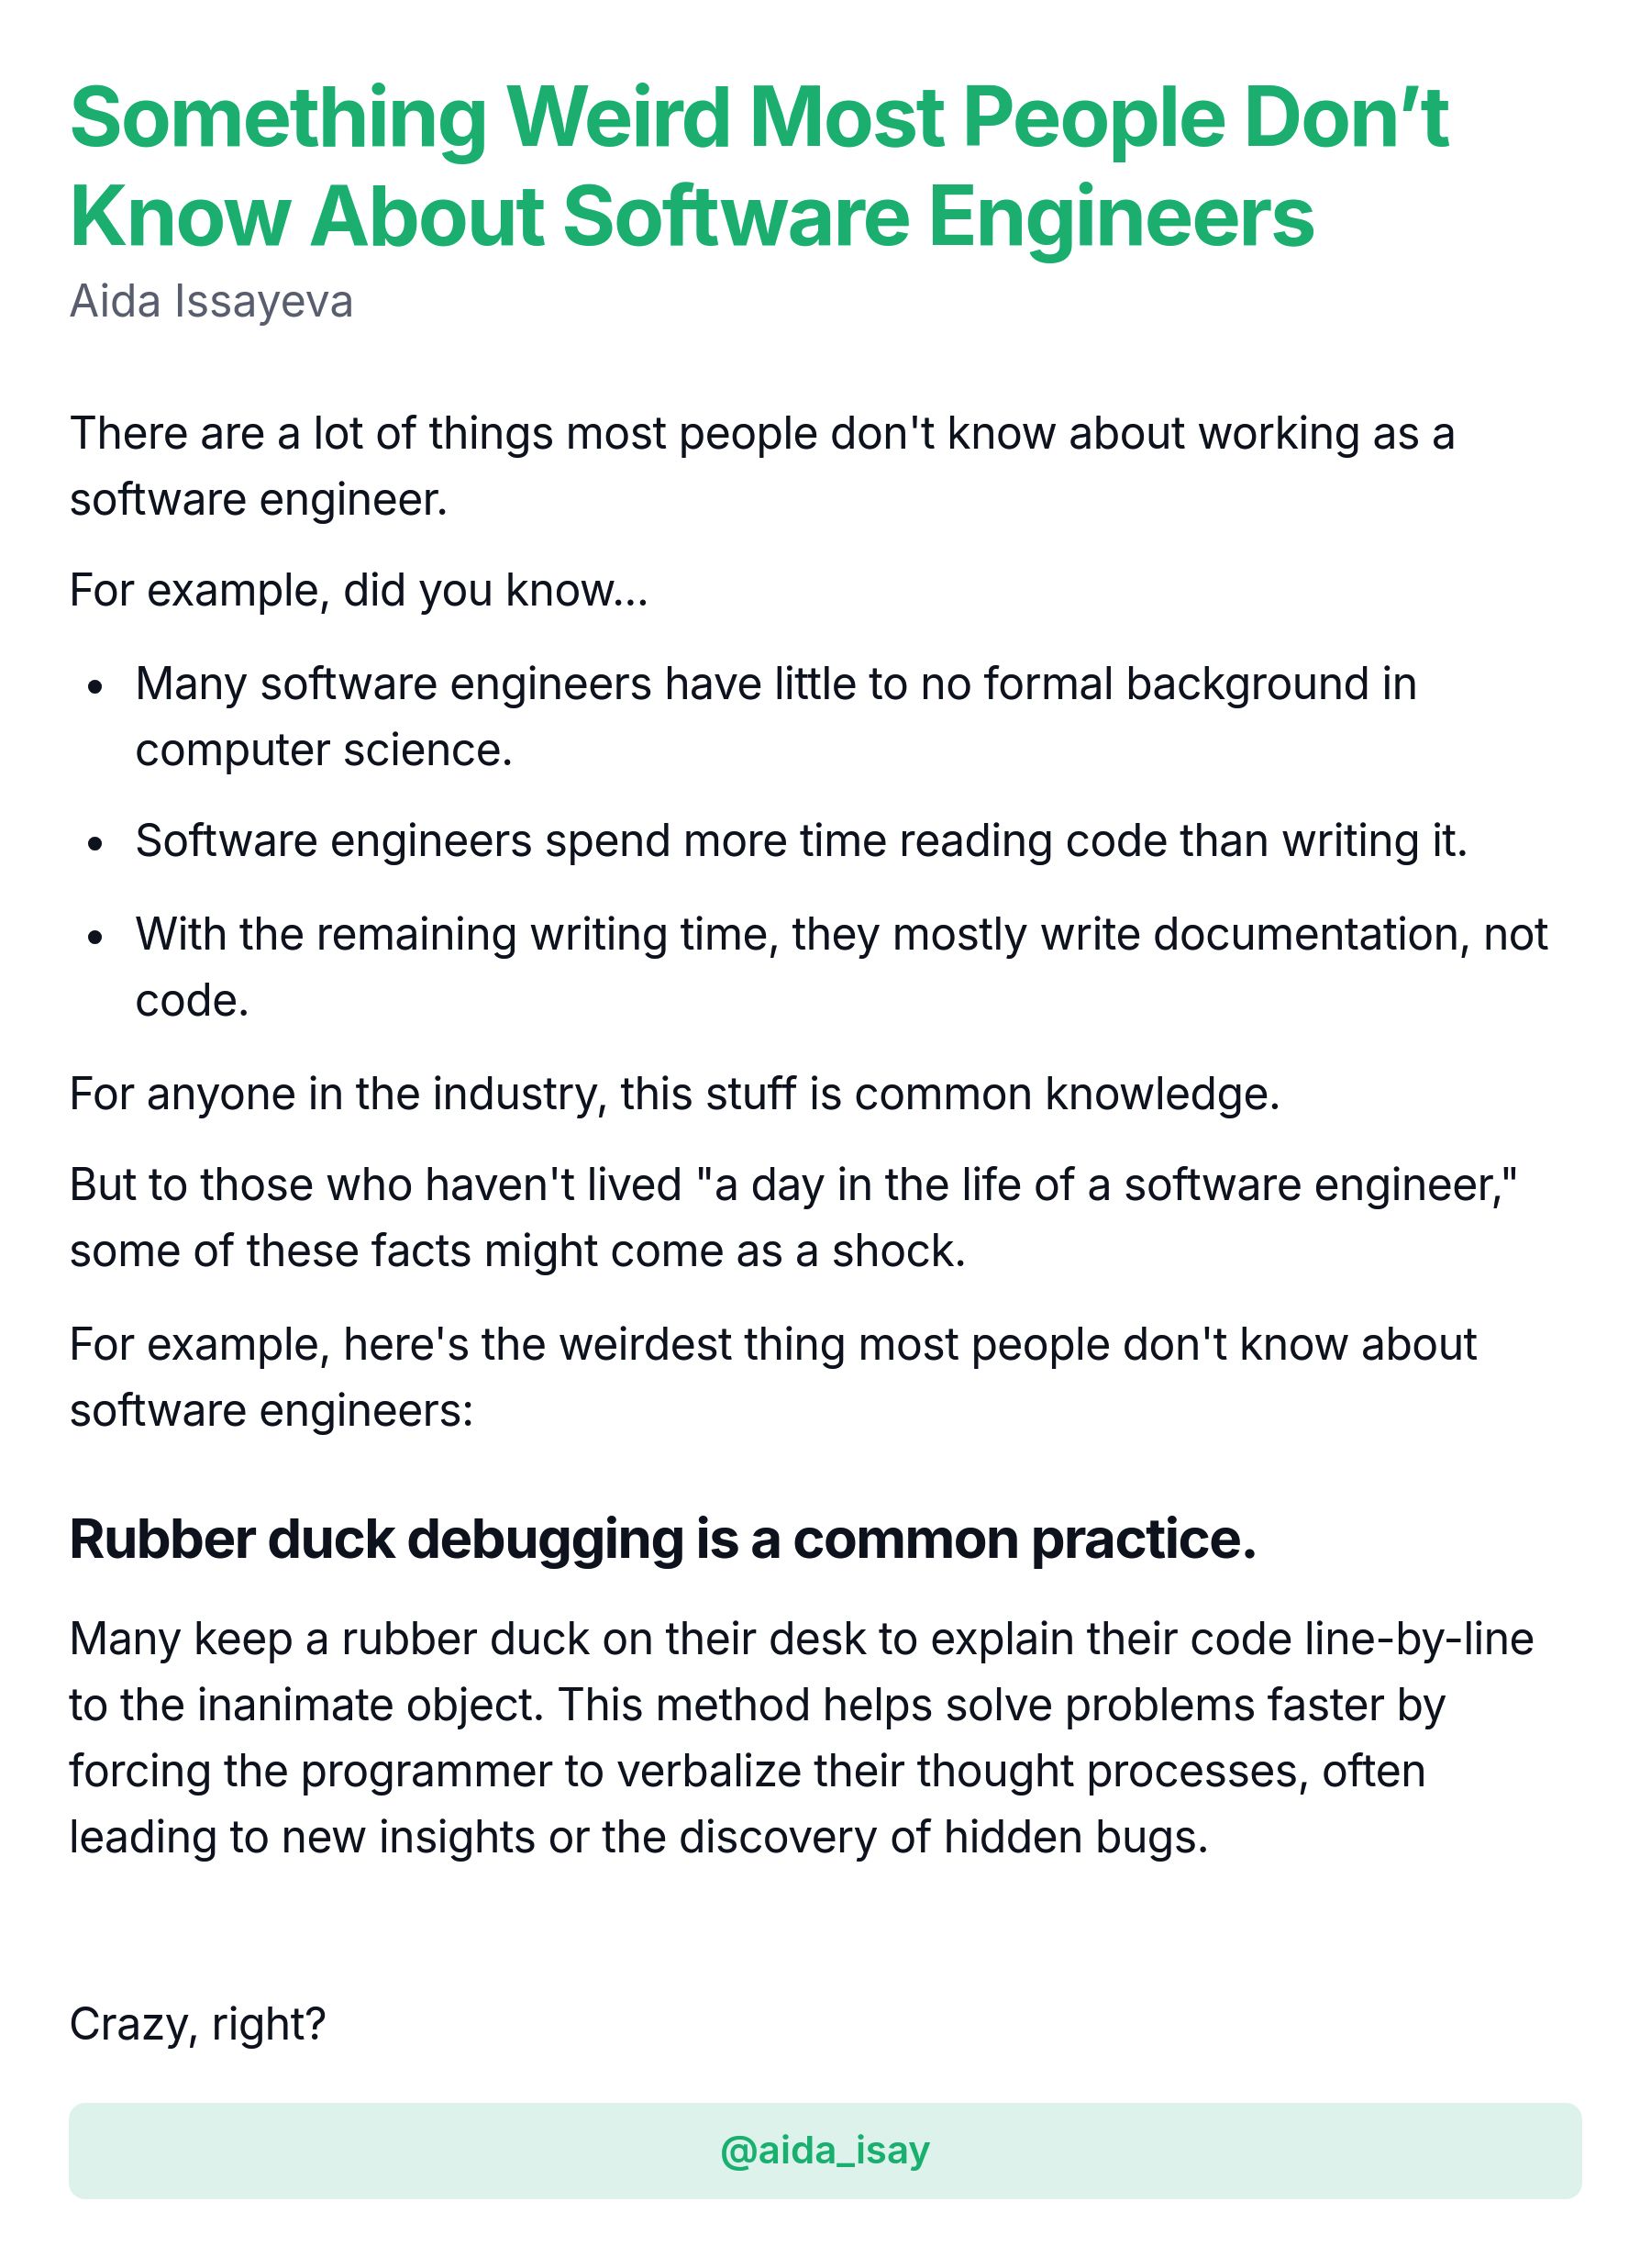 Something Weird Most People Don’t
Know About Software Engineers
Aida Issayeva
There are a lot of things most people don't know about working as a
software engineer.
For example, did you know...
• Many software engineers have little to no formal background in
computer science.
• Software engineers spend more time reading code than writing it.
• With the remaining writing time, they mostly write documentation, not
code.
For anyone in the industry, this stuff is common knowledge.
But to those who haven't lived "a day in the life of a software engineer,"
some of these facts might come as a shock.
For example, here's the weirdest thing most people don't know about
software engineers:
Rubber duck debugging is a common practice.
Many keep a rubber duck on their desk to explain their code line-by-line
to the inanimate object. This method helps solve problems faster by
forcing the programmer to verbalize their thought processes, often
leading to new insights or the discovery of hidden bugs.
Crazy, right?
@aida_isay